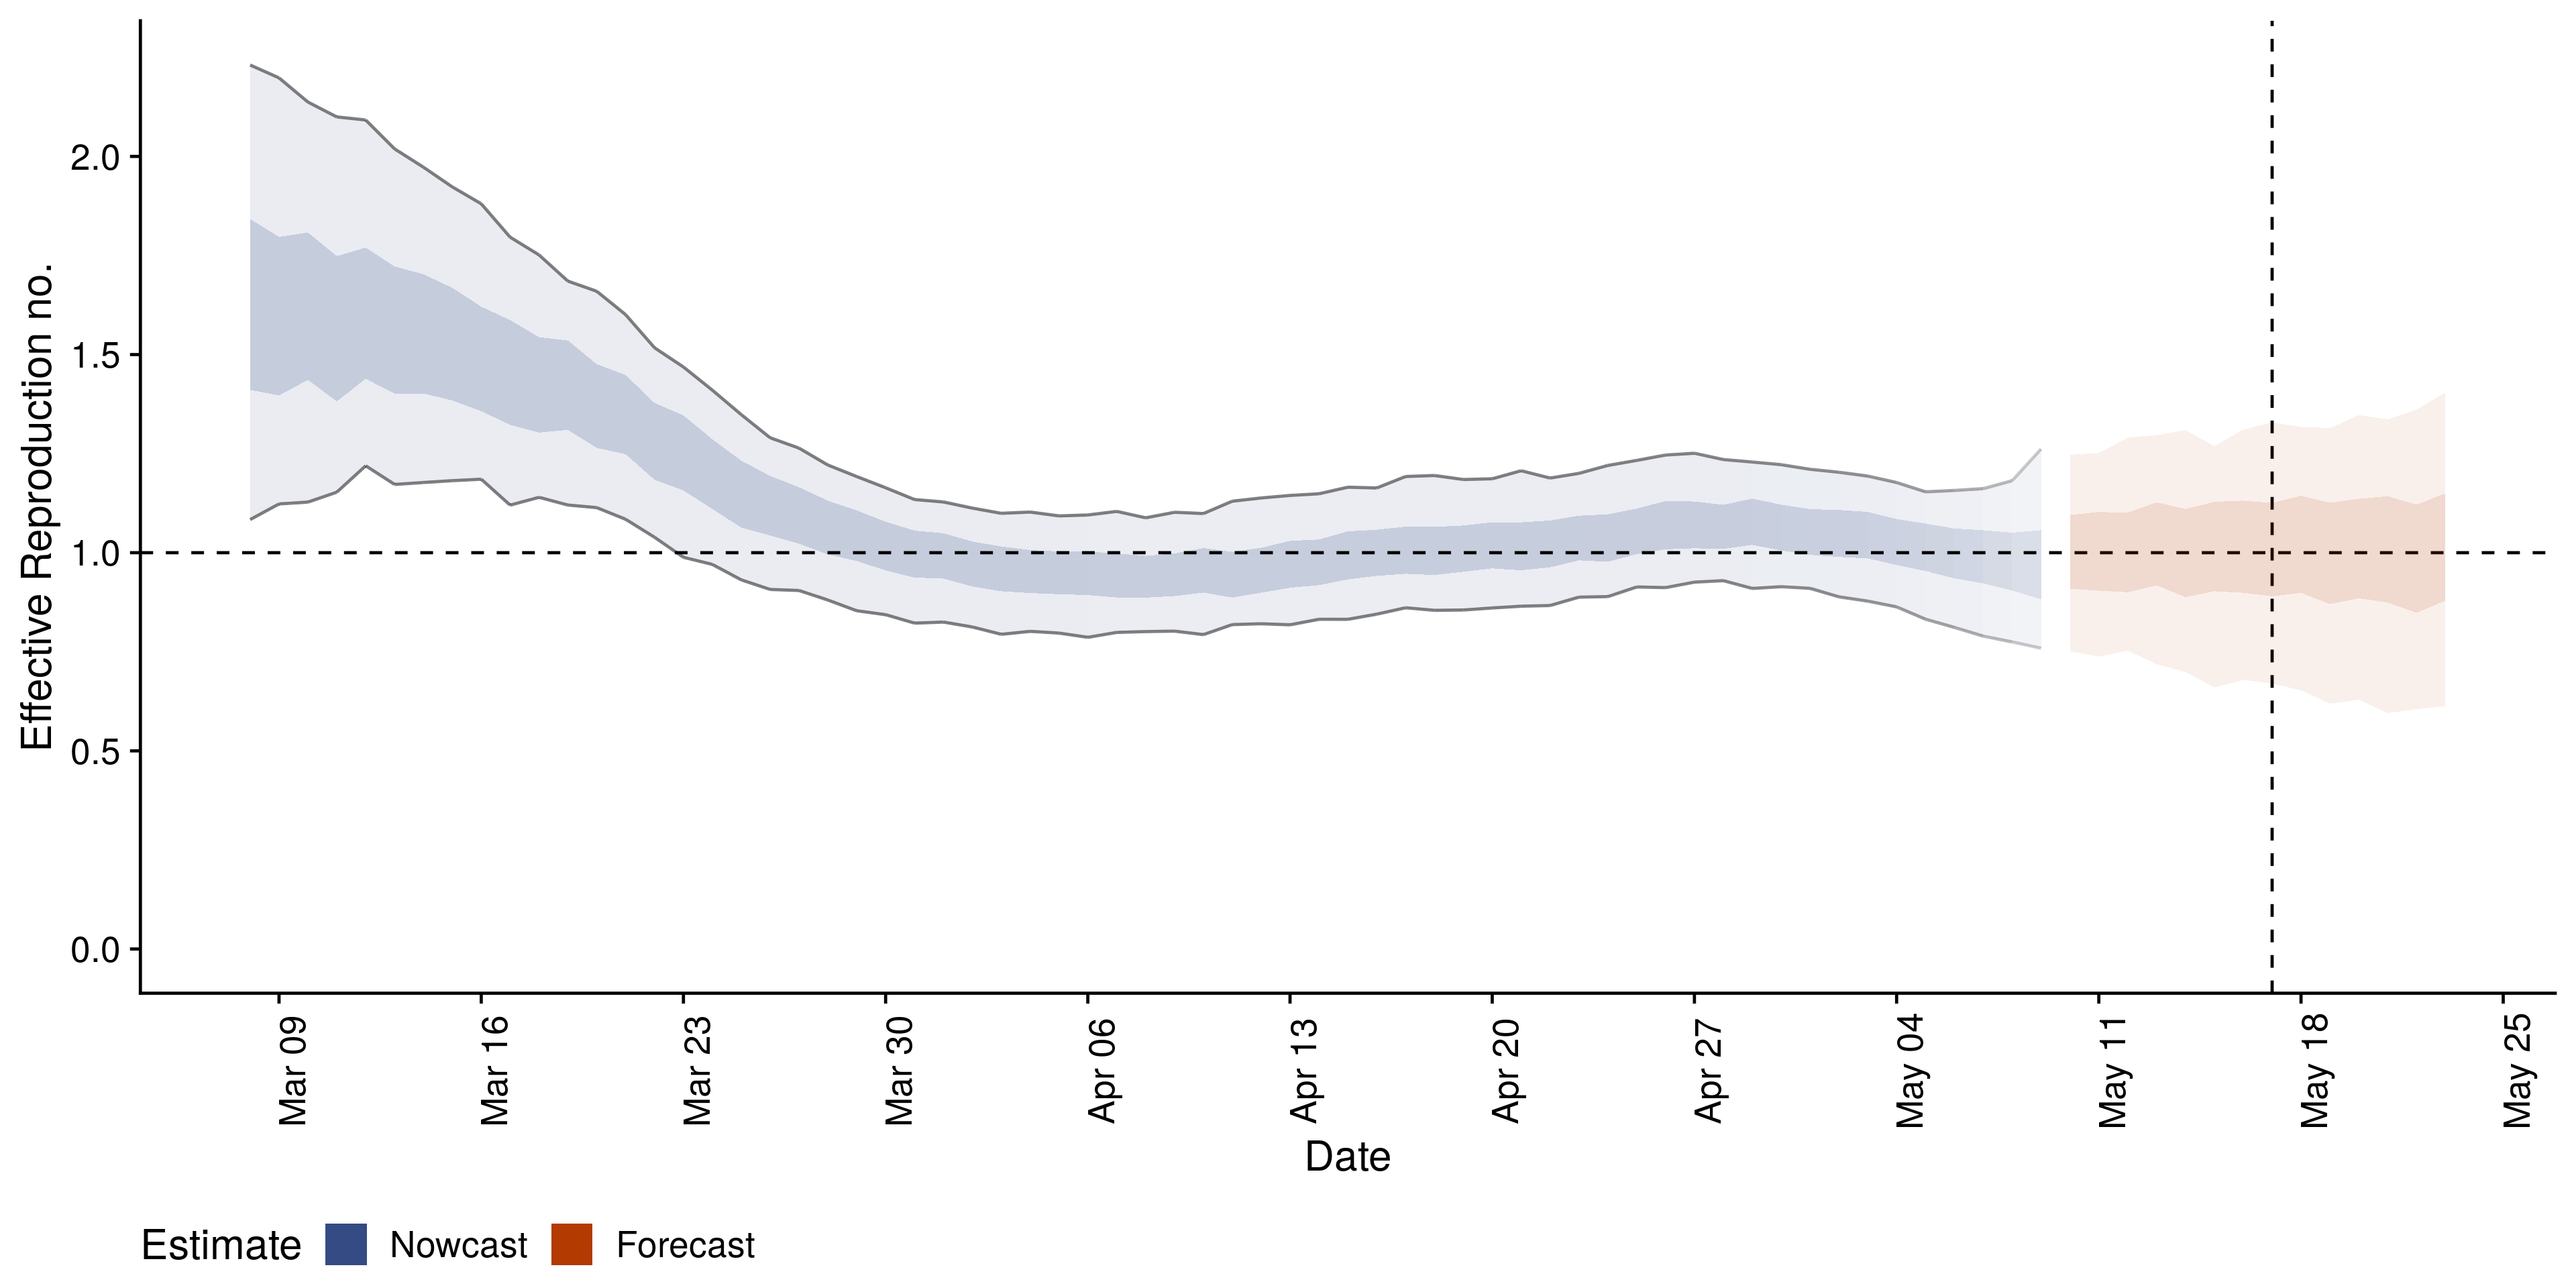 Effective Reproduction no.
2.0
1.5
1.0
0.5
0.0
Mar 09
Mar 16
Mar 23
Mar 30
Apr 06
Apr 13
Apr 20
Apr 27
May 04
May 11
May 18
May 25
Date
Estimate Nowcast Forecast